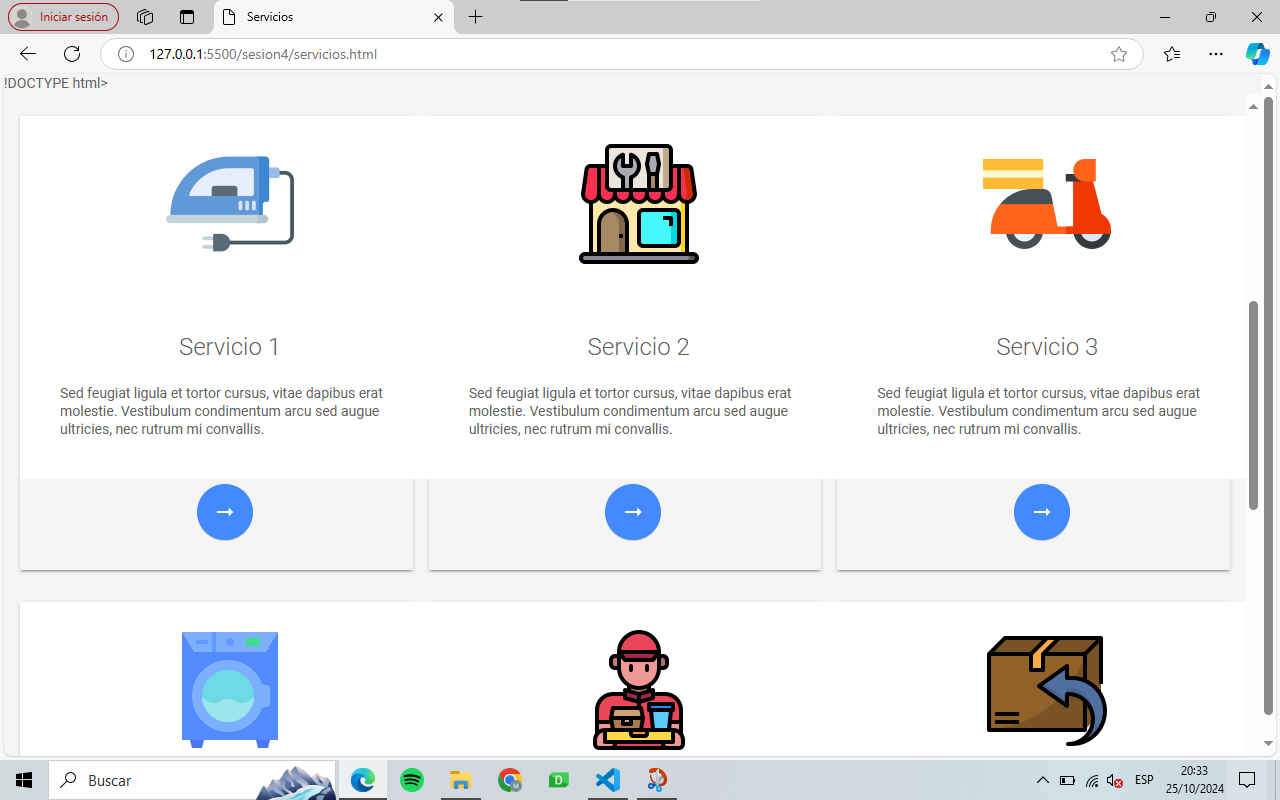 Iniciar sesión
Servicios
127.0.0.1:5500/sesion4/servicios.html
!DOCTYPE html>
Servicio 1
Sed feugiat ligula et tortor cursus, vitae dapibus erat
molestie. Vestibulum condimentum arcu sed augue
ultricies, nec rutrum mi convallis.
Servicio 2
Sed feugiat ligula et tortor cursus, vitae dapibus erat
molestie. Vestibulum condimentum arcu sed augue
ultricies, nec rutrum mi convallis.
Servicio 3
Sed feugiat ligula et tortor cursus, vitae dapibus erat
molestie. Vestibulum condimentum arcu sed augue
ultricies, nec rutrum mi convallis.
Buscar
D
ESP
20:33
25/10/2024